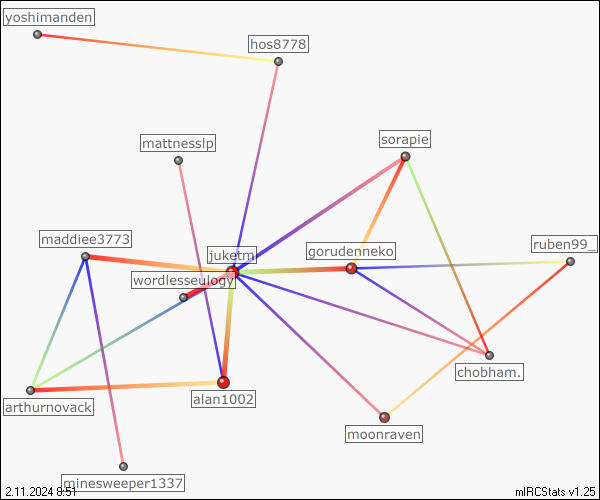 yoshimanden
hos8778
mattnesslp
sorapie
maddiee3773
juketm
gorudenneko
ruben99_
wordlesseulogy
chobham.
alan1002
arthurnovack
moonraven
minesweeper1337
2.11.2024 8:51
mIRCStats v1.25